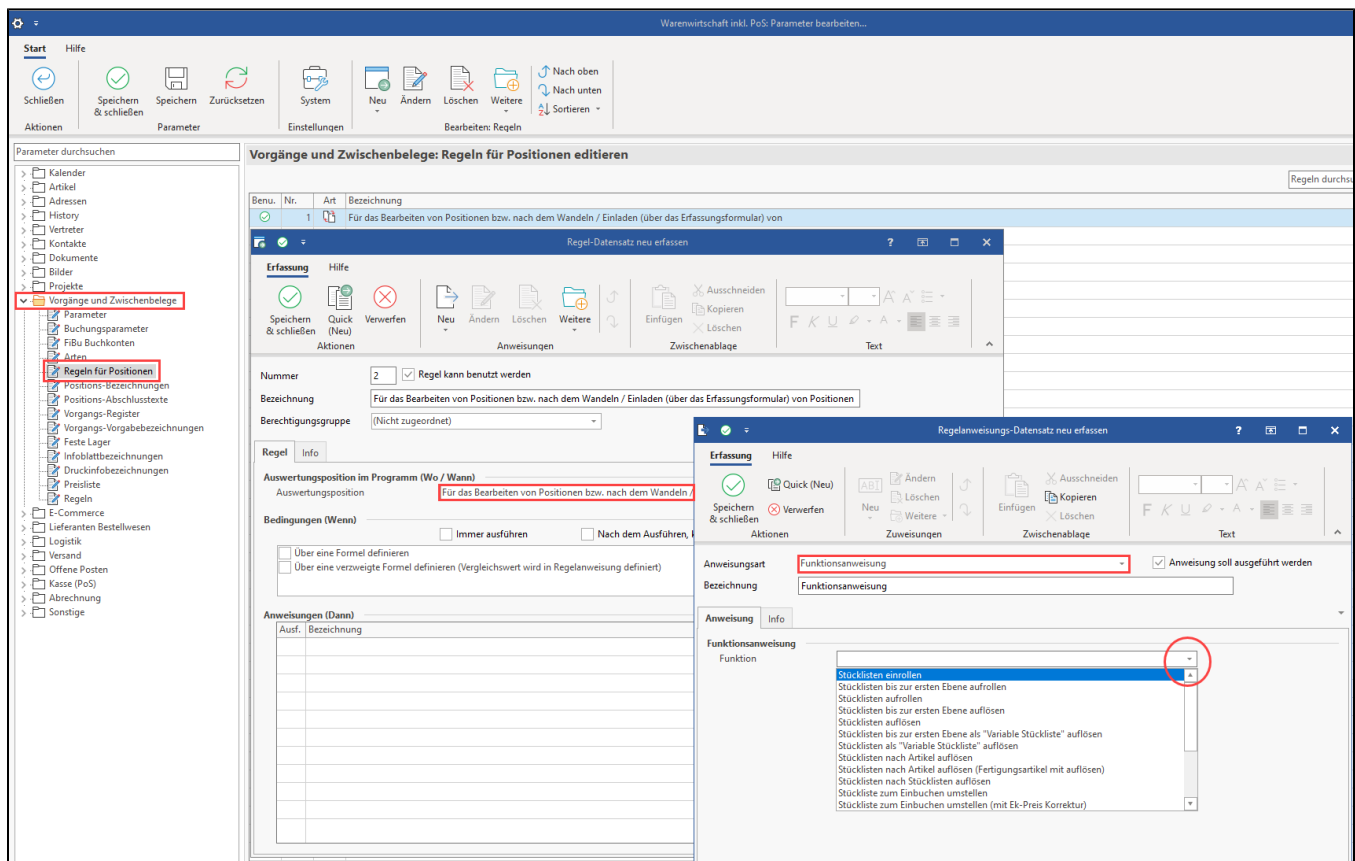 Warenwirtschaft inkl. PoS: Parameter bearbeiten...
Start Hilfe
Schließen
Speichern & schließen
Speichern
Zurücksetzen
System
Neu
Ändern
Löschen
Weitere
Nach oben
Nach unten
Sortieren
Aktionen
Parameter
Einstellungen
Bearbeiten: Regeln
Parameter durchsuchen
Kalender
Artikel
Adressen
History
Vertreter
Kontakte
Dokumente
Bilder
Projekte
Vorgänge und Zwischenbelege
Parameter
Buchungsparameter
FiBu Buchkonten
Arten
Regeln für Positionen
Positions-Bezeichnungen
Positions-Abschlusstexte
Vorgangs-Register
Vorgangs-Vorgabebezeichnungen
Feste Lager
Infoblattbezeichnungen
Druckinfobezeichnungen
Preisliste
Regeln
E-Commerce
Lieferanten Bestellwesen
Logistik
Versand
Offene Posten
Kasse (PoS)
Abrechnung
Sonstige
Vorgänge und Zwischenbelege: Regeln für Positionen editieren
Regeln durchsu
Benu. Nr. Art Bezeichnung
1 Für das Bearbeiten von Positionen bzw. nach dem Wandeln / Einladen (über das Erfassungsformular) von
Regel-Datensatz neu erfassen
Erfassung Hilfe
Speichern & schließen
Quick (Neu)
Verwerfen
Neu
Ändern
Löschen
Weitere
Einfügen
Ausschneiden
Kopieren
Löschen
F K U
Aktionen
Anweisungen
Zwischenablage
Text
Nummer 2 Regel kann benutzt werden
Bezeichnung Für das Bearbeiten von Positionen bzw. nach dem Wandeln / Einladen (über das Erfassungsformular) von Positionen
Berechtigungsgruppe (Nicht zugeordnet)
Regel Info
Auswertungsposition im Programm (Wo / Wann)
Auswertungsposition Für das Bearbeiten von Positionen bzw. nach dem Wandeln /
Bedingungen (Wenn)
Immer ausführen Nach dem Ausführen,
Über eine Formel definieren
Über eine verzweigte Formel definieren (Vergleichswert wird in Regelanweisung definiert)
Anweisungen (Dann)
Ausf. Bezeichnung
Regelanweisungs-Datensatz neu erfassen
Erfassung Hilfe
Speichern & schließen
Quick (Neu)
Verwerfen
ABI
Neu
Ändern
Löschen
Weitere
Einfügen
Ausschneiden
Kopieren
Löschen
F K U
Aktionen
Zuweisungen
Zwischenablage
Text
Anweisungsart Funktionsanweisung Anweisung soll ausgeführt werden
Bezeichnung Funktionsanweisung
Anweisung Info
Funktionsanweisung
Funktion
Stücklisten einrollen
Stücklisten bis zur ersten Ebene aufrollen
Stücklisten aufrollen
Stücklisten bis zur ersten Ebene auflösen
Stücklisten auflösen
Stücklisten bis zur ersten Ebene als "Variable Stückliste" auflösen
Stücklisten als "Variable Stückliste" auflösen
Stücklisten nach Artikel auflösen
Stücklisten nach Artikel auflösen (Fertigungsartikel mit auflösen)
Stücklisten nach Stücklisten auflösen
Stückliste zum Einbuchen umstellen
Stückliste zum Einbuchen umstellen (mit Ek-Preis Korrektur)